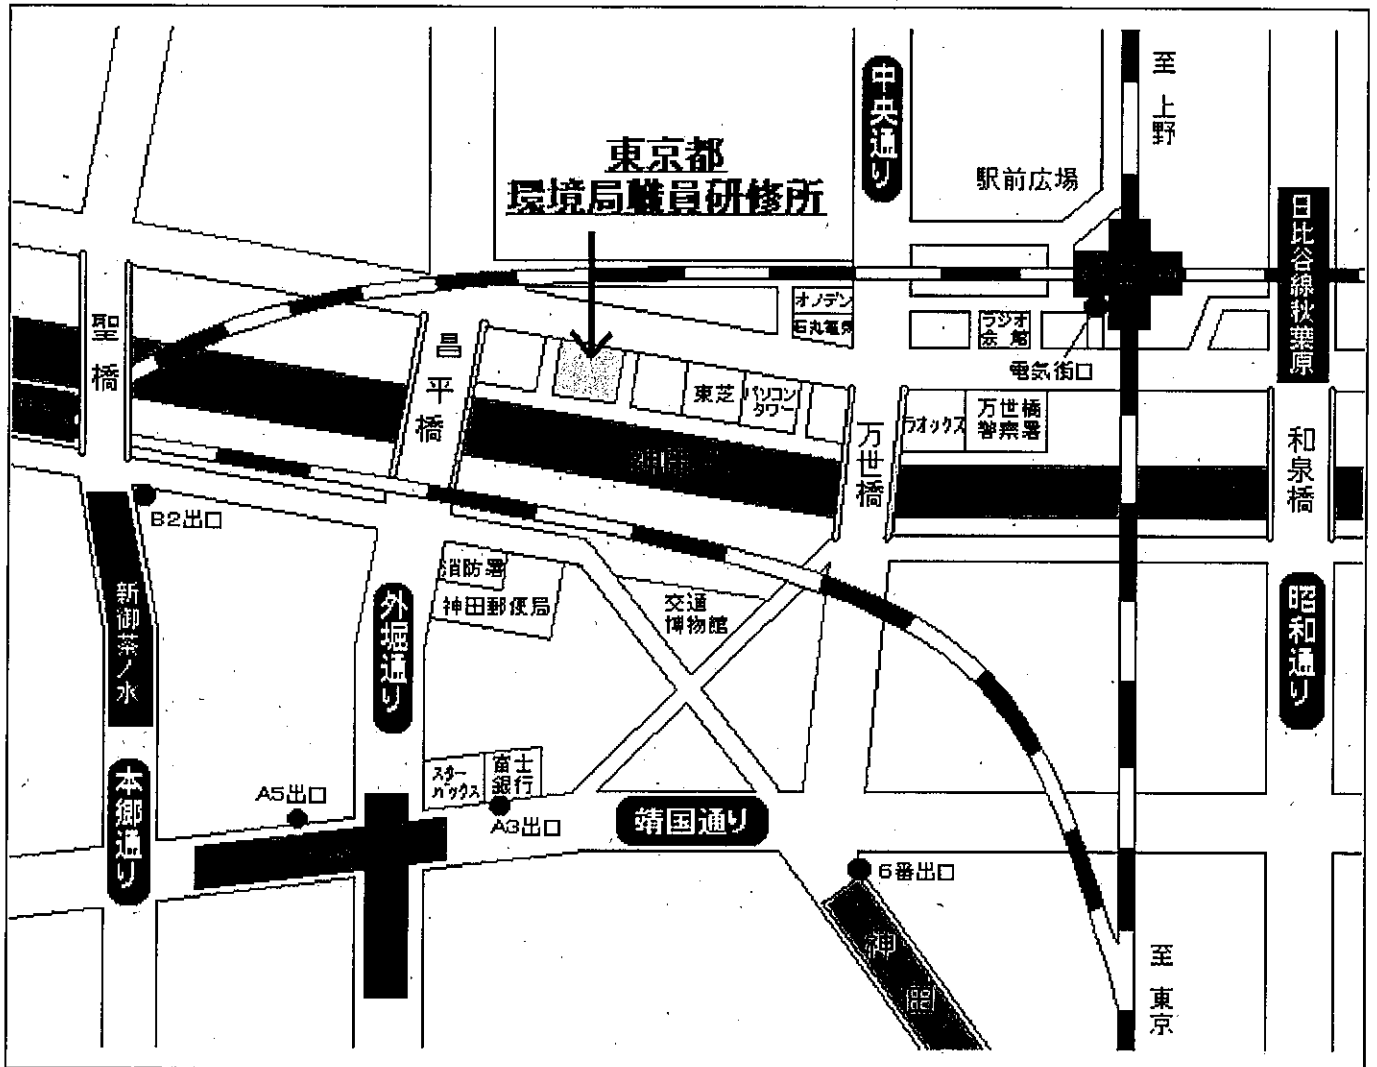 至 上野
中央通り
東京都
環境局職員研修所
駅前広場
日比谷線秋葉原
オノデン
石丸電気
ラジオ
会館
聖橋
昌平橋
電気街口
東芝
パソコン
タワー
ラオックス
万世橋
警察署
万世橋
和泉橋
B2出口
消防署
神田郵便局
交通
博物館
新御茶ノ水
外堀通り
昭和通り
スター
バックス
富士
銀行
A5出口
A3出口
本郷通り
靖国通り
6番出口
神田
至 東京